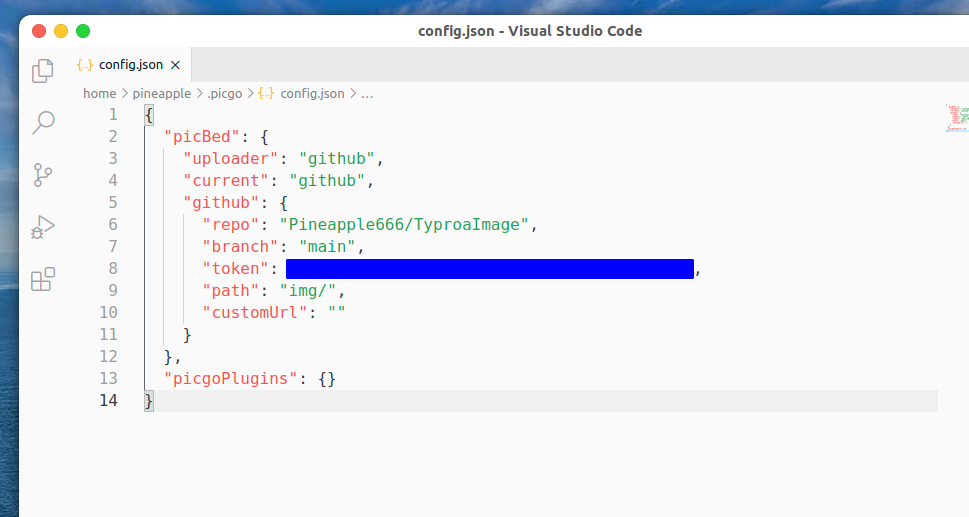 config.json - Visual Studio Code
{..} config.json ×
home > pineapple > .picgo > {..} config.json > ...
1 {
2   "picBed": {
3     "uploader": "github",
4     "current": "github",
5     "github": {
6       "repo": "Pineapple666/TyproaImage",
7       "branch": "main",
8       "token": ,
9       "path": "img/",
10       "customUrl": ""
11     }
12   },
13   "picgoPlugins": {}
14 }